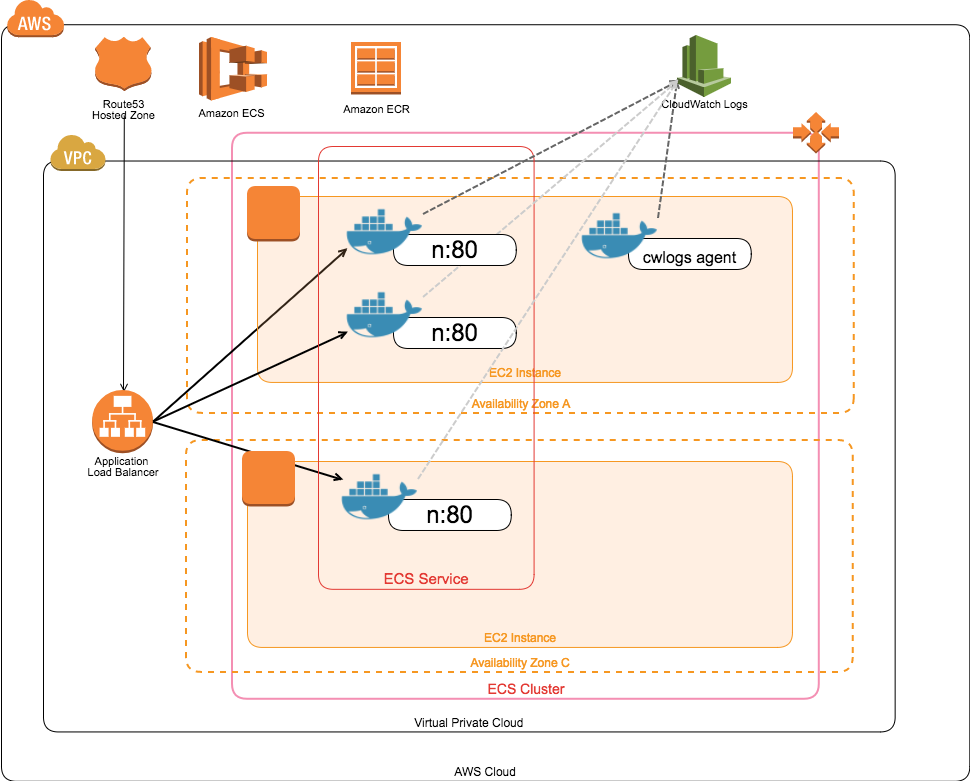 AWS
Route53
Hosted Zone
Amazon ECS
Amazon ECR
CloudWatch Logs
VPC
n:80
cwlogs agent
n:80
EC2 Instance
Availability Zone A
Application
Load Balancer
n:80
ECS Service
EC2 Instance
Availability Zone C
ECS Cluster
Virtual Private Cloud
AWS Cloud